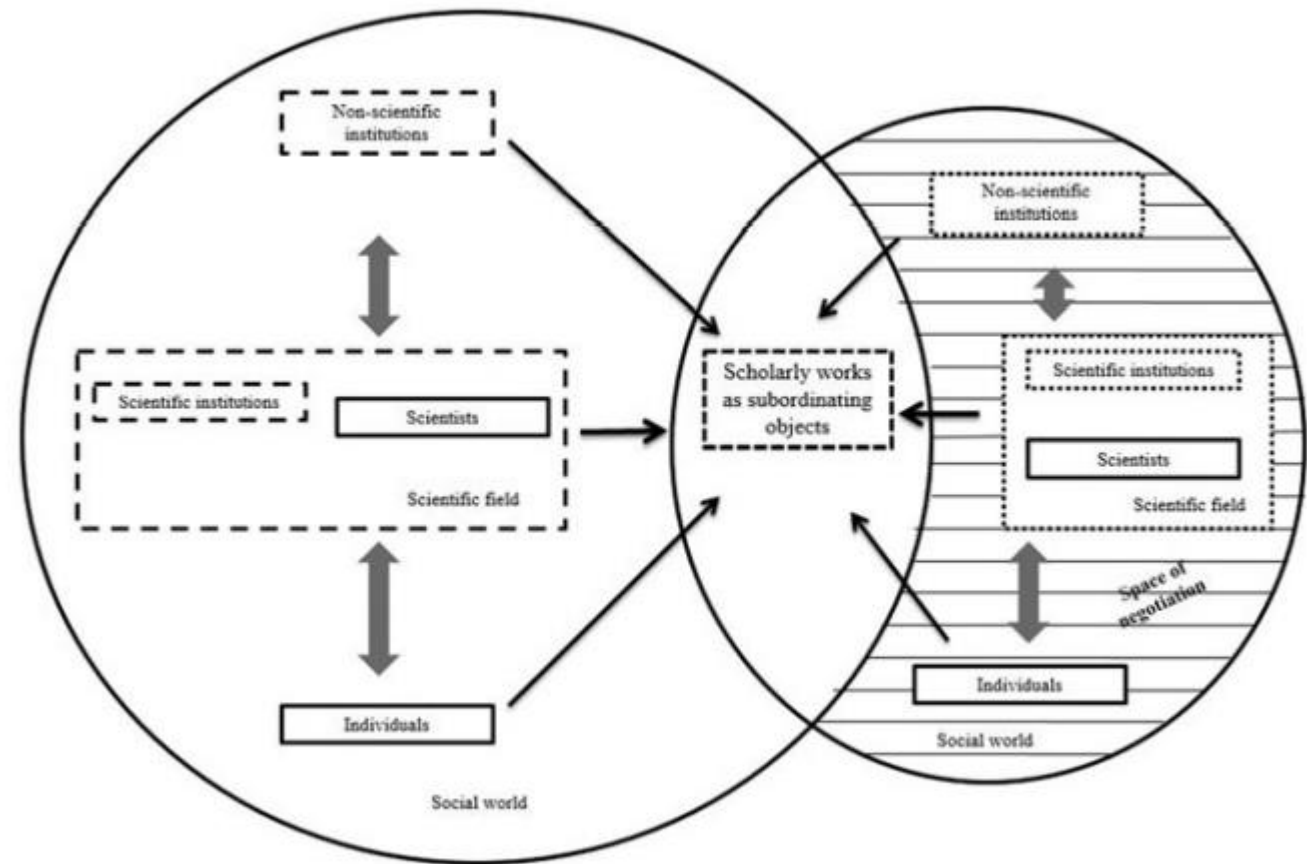 Non-scientific
institutions
Scientific institutions
Scientists
Scientific field
Individuals
Social world
Scholarly works
as subordinating
objects
Non-scientific
institutions
Scientific institutions
Scientists
Scientific field
Space of
negotiation
Individuals
Social world